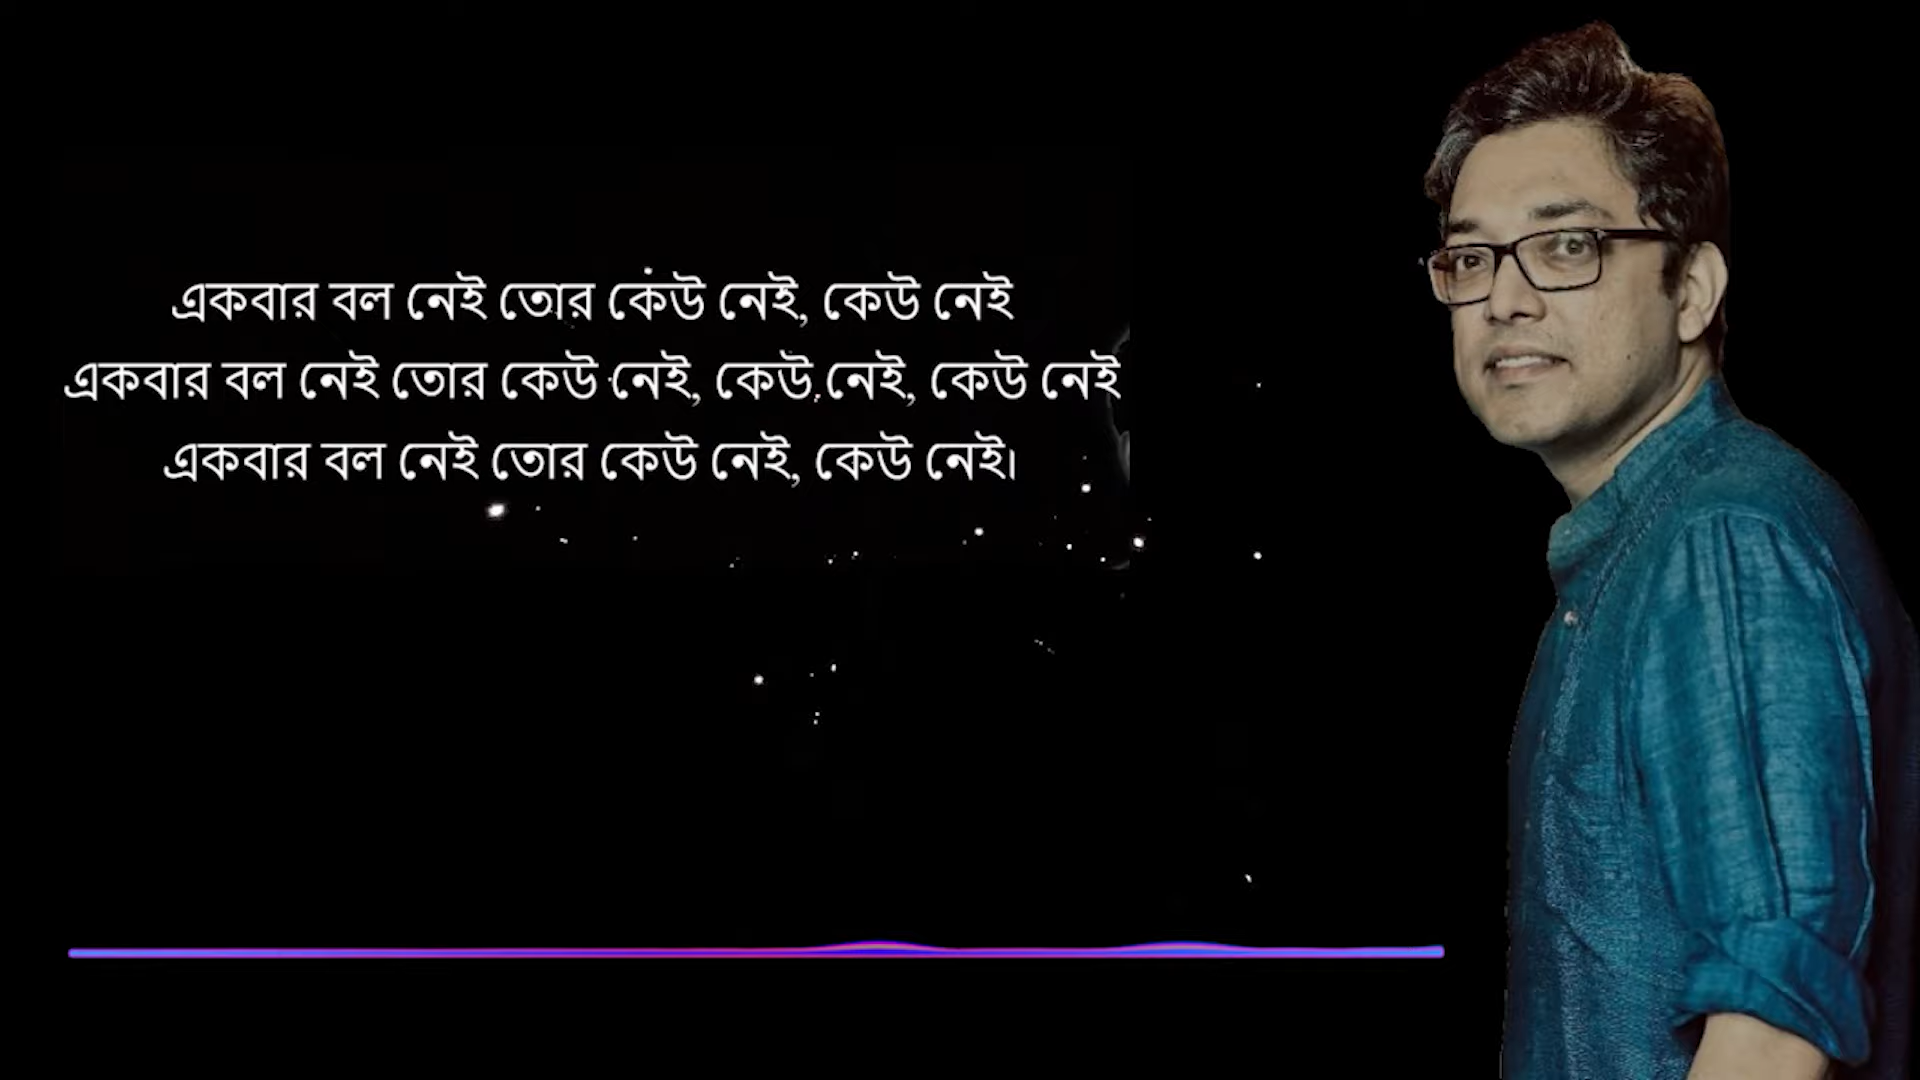 একবার বল নেই তোর কেউ নেই, কেউ নেই
একবার বল নেই তোর কেউ নেই, কেউ নেই, কেউ নেই
একবার বল নেই তোর কেউ নেই, কেউ নেই।